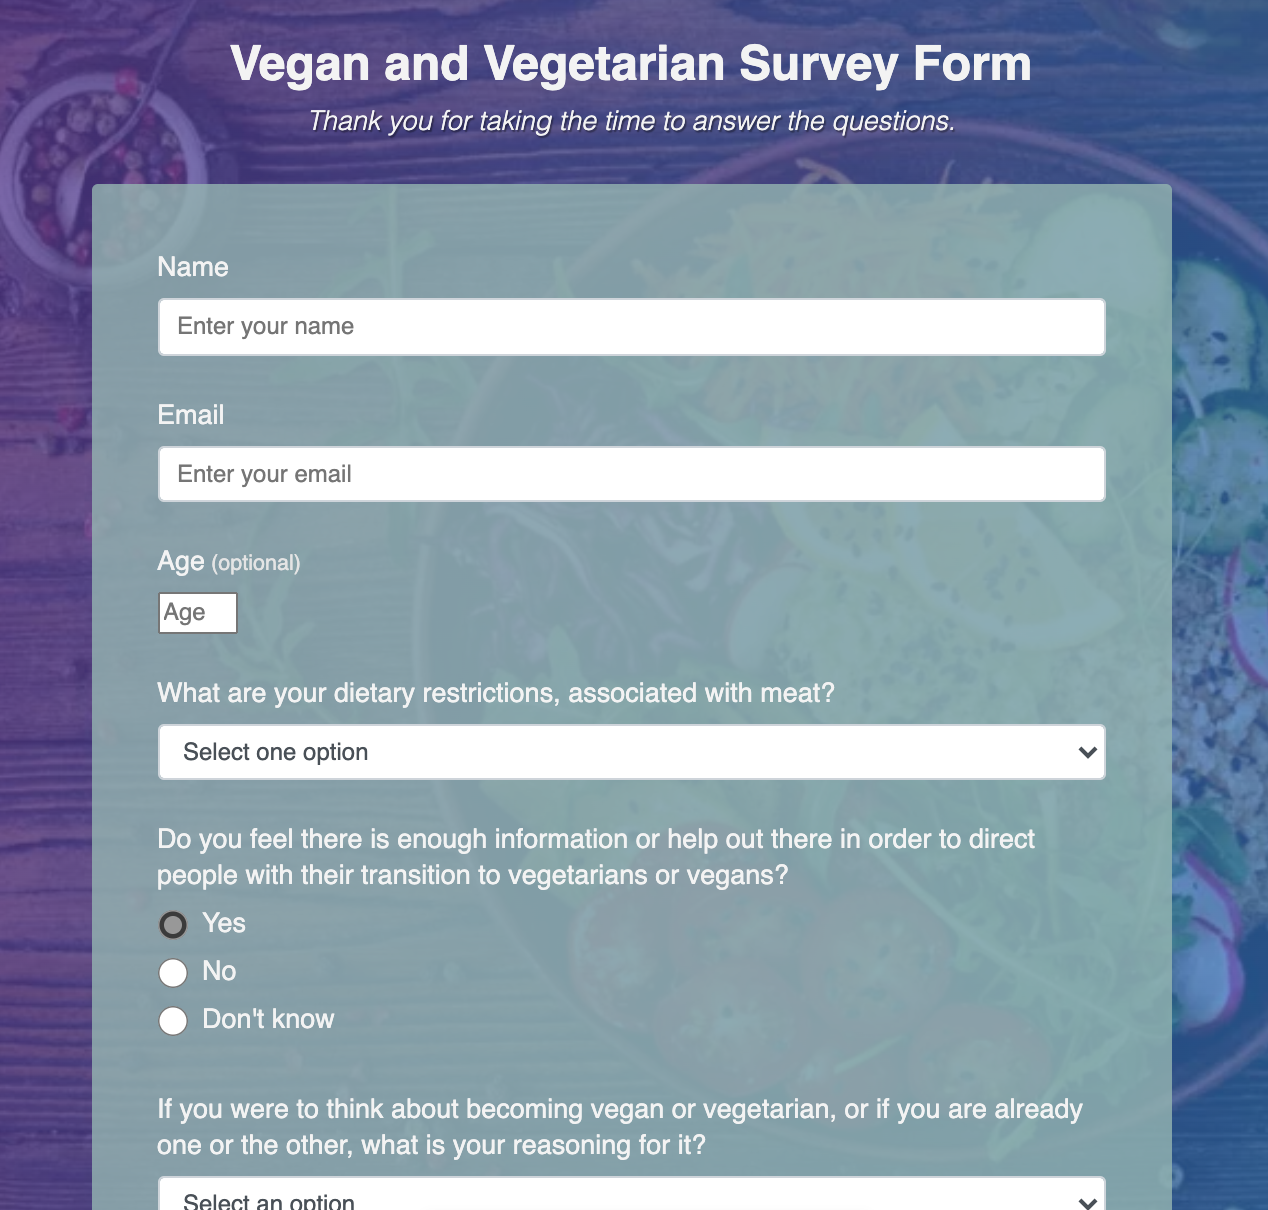 Vegan and Vegetarian Survey Form
Thank you for taking the time to answer the questions.
Name
Enter your name
Email
Enter your email
Age (optional)
Age
What are your dietary restrictions, associated with meat?
Select one option
Do you feel there is enough information or help out there in order to direct
people with their transition to vegetarians or vegans?
Yes
No
Don't know
If you were to think about becoming vegan or vegetarian, or if you are already
one or the other, what is your reasoning for it?
Select an option